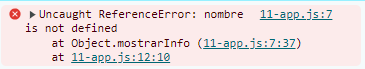 ▶Uncaught ReferenceError: nombre 11-app.js:7
is not defined
at Object.mostrarInfo (11-app.js:7:37)
at 11-app.js:12:10